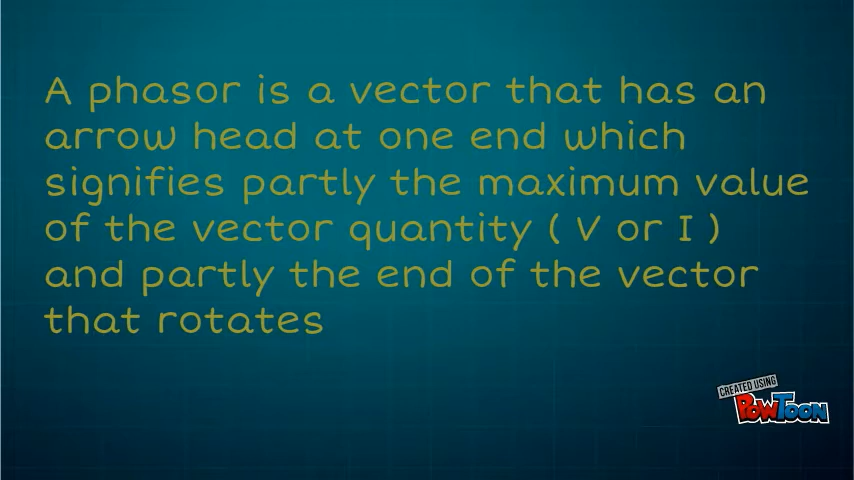 A phasor is a vector that has an
arrow head at one end which
signifies partly the maximum value
of the vector quantity ( V or I )
and partly the end of the vector
that rotates
CREATED USING
POWTOON